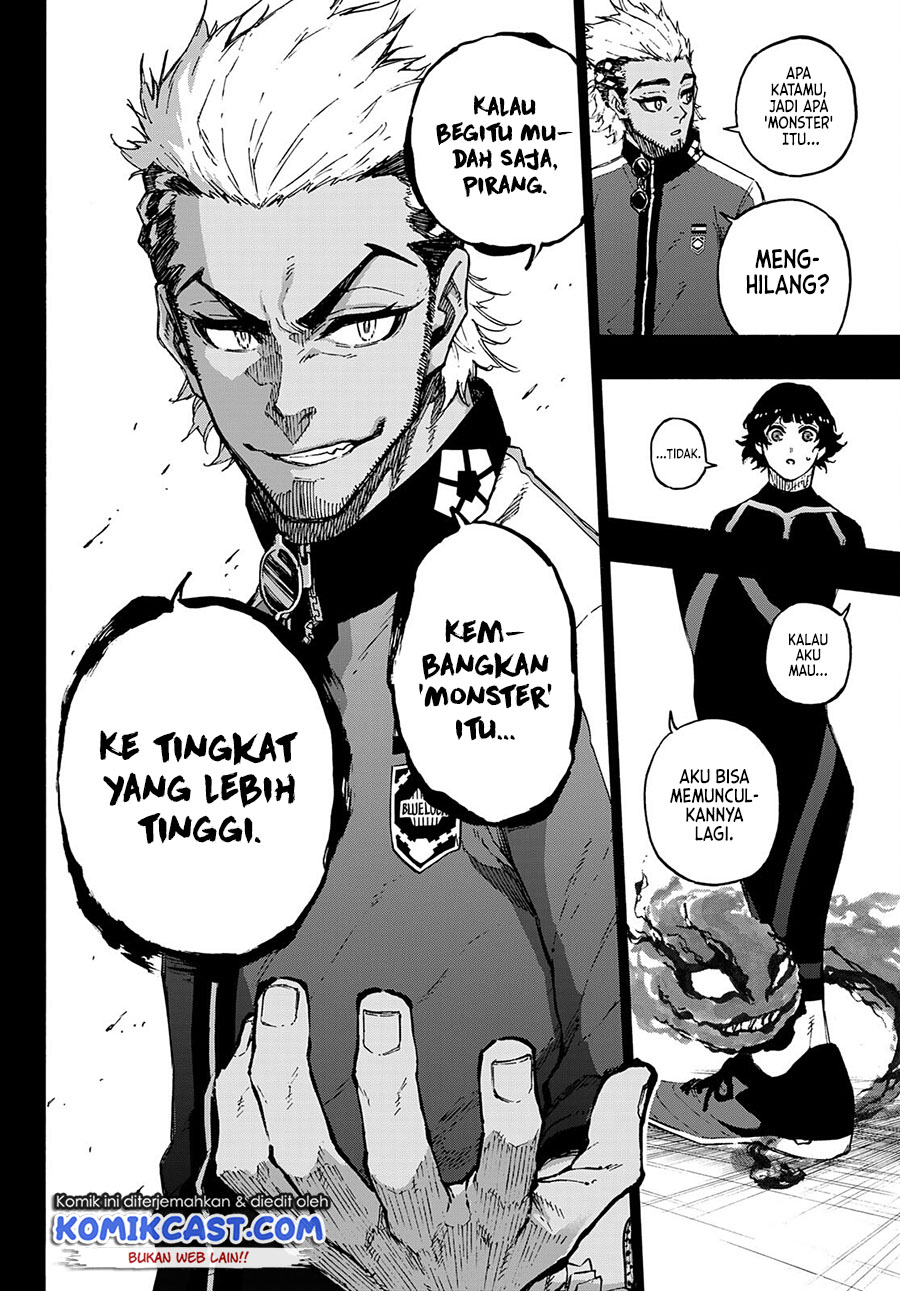 APA
KATAMU,
JADI APA
'MONSTER'
ITU...
MENG-
HILANG?
...TIDAK.
KALAU
AKU
MAU...
AKU BISA
MEMUNCUL-
KANNYA
LAGI.
KALAU
BEGITU MU-
DAH SAJA,
PIRANG.
KEM-
BANGKAN
'MONSTER'
ITU...
KE TINGKAT
YANG LEBIH
TINGGI.
Komik ini diterjemahkan & diedit oleh
KOMIKCAST.COM
BUKAN WEB LAIN!!